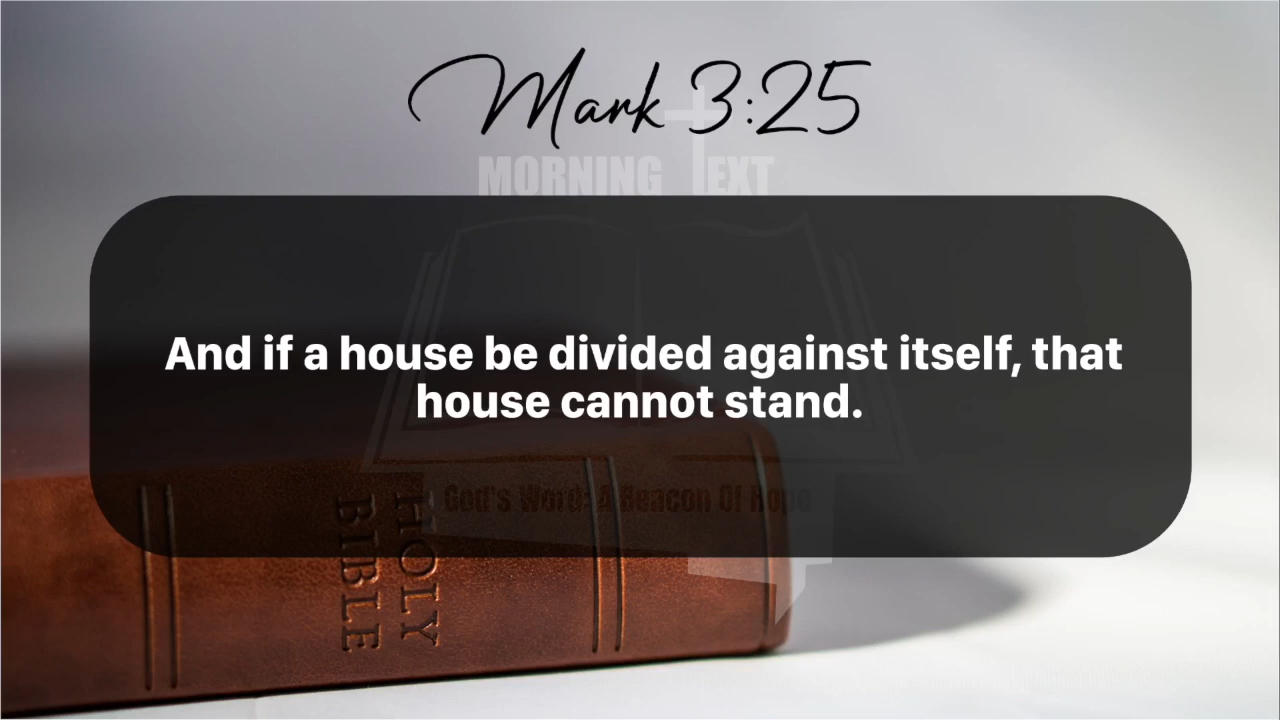 Mark 3:25
MORNING TEXT
And if a house be divided against itself, that
house cannot stand.
God's Word: A Beacon Of Hope
HOLY
BIBLE